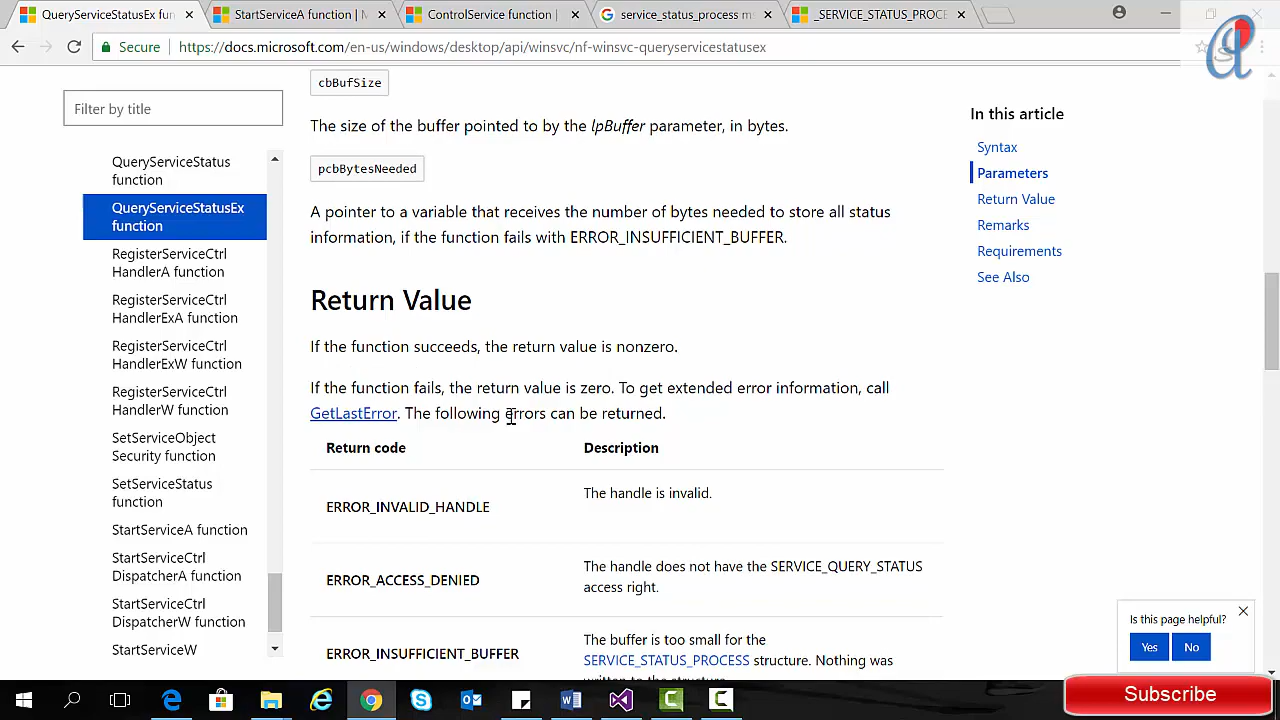 QueryServiceStatusEx fun
StartServiceA function | M
ControlService function |
service_status_process ms
_SERVICE_STATUS_PROCE
Secure
https://docs.microsoft.com/en-us/windows/desktop/api/winsvc/nf-winsvc-queryservicestatusex
Filter by title
QueryServiceStatus
function
QueryServiceStatusEx
function
RegisterServiceCtrl
HandlerA function
RegisterServiceCtrl
HandlerExA function
RegisterServiceCtrl
HandlerExW function
RegisterServiceCtrl
HandlerW function
SetServiceObject
Security function
SetServiceStatus
function
StartServiceA function
StartServiceCtrl
DispatcherA function
StartServiceCtrl
DispatcherW function
StartServiceW
cbBufSize
The size of the buffer pointed to by the lpBuffer parameter, in bytes.
pcbBytesNeeded
A pointer to a variable that receives the number of bytes needed to store all status
information, if the function fails with ERROR_INSUFFICIENT_BUFFER.
Return Value
If the function succeeds, the return value is nonzero.
If the function fails, the return value is zero. To get extended error information, call
GetLastError. The following errors can be returned.
Return code Description
ERROR_INVALID_HANDLE The handle is invalid.
ERROR_ACCESS_DENIED The handle does not have the SERVICE_QUERY_STATUS
access right.
ERROR_INSUFFICIENT_BUFFER The buffer is too small for the
SERVICE_STATUS_PROCESS structure. Nothing was
written to the structure.
In this article
Syntax
Parameters
Return Value
Remarks
Requirements
See Also
Is this page helpful?
Yes No
Subscribe